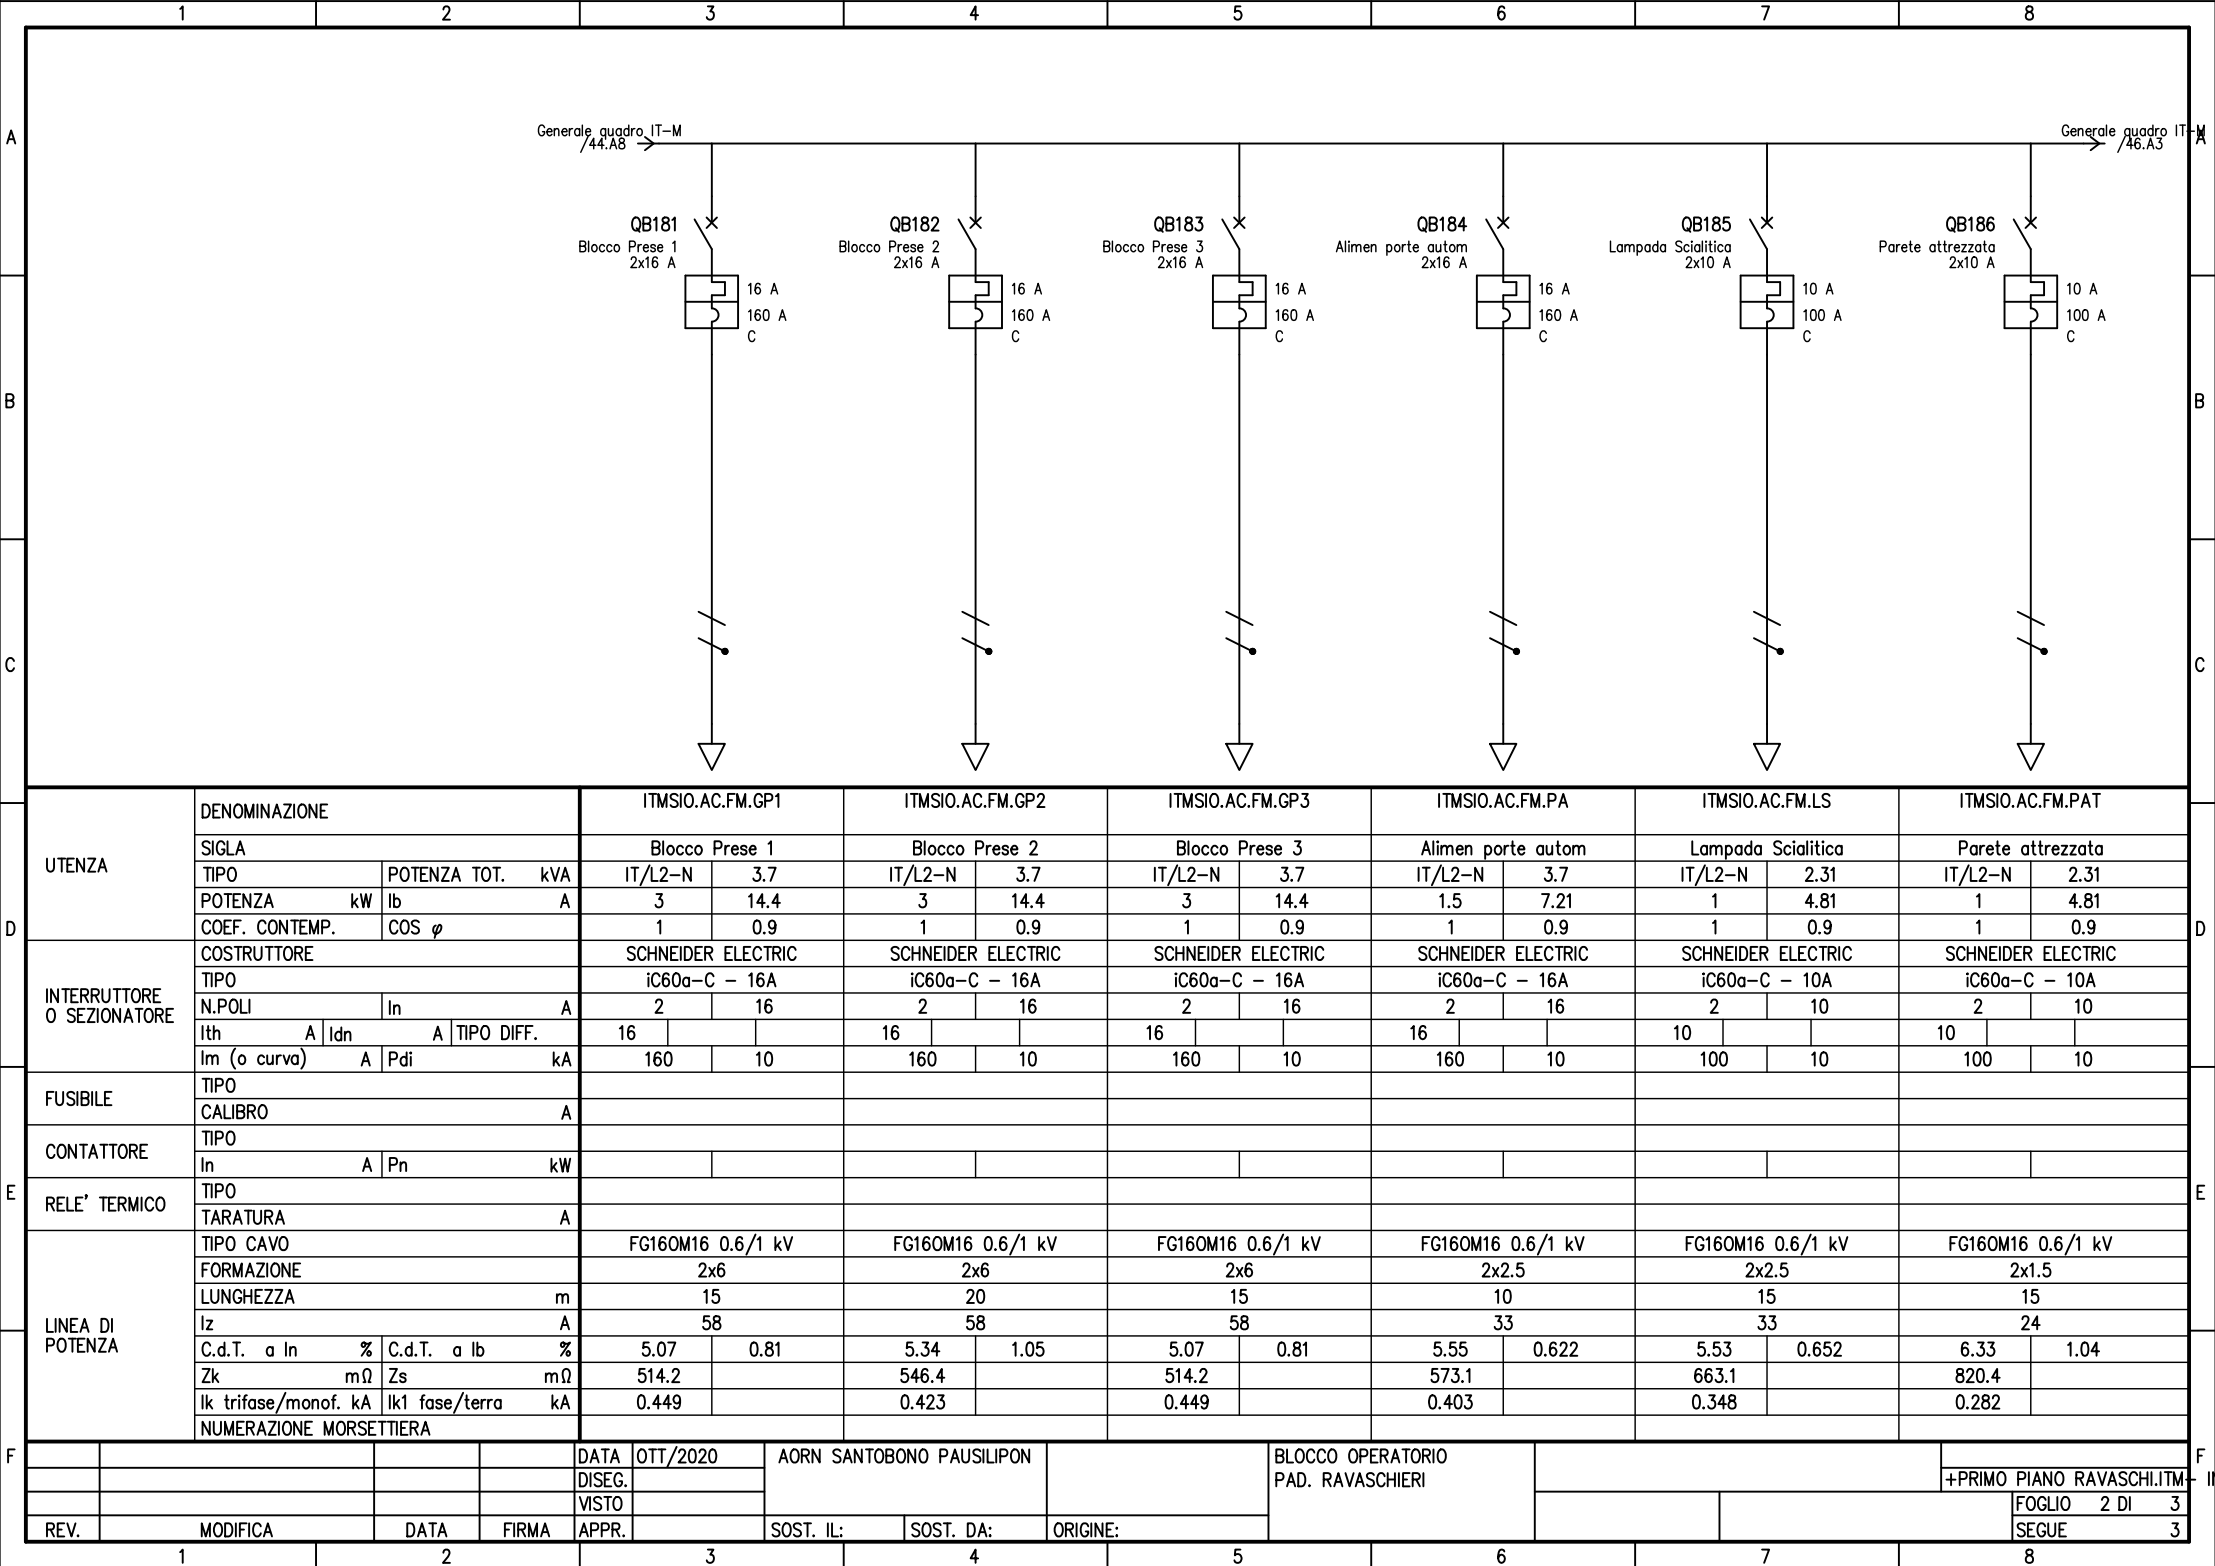 1 2 3 4 5 6 7 8
Generale quadro IT-M Generale quadro IT-M
A /44.A8 /46.A3 A
QB181 QB182 QB183 QB184 QB185 QB186
Blocco Prese 1 Blocco Prese 2 Blocco Prese 3 Alimen porte autom Lampada Scialitica Parete attrezzata
2x16 A 2x16 A 2x16 A 2x16 A 2x10 A 2x10 A
16 A 16 A 16 A 16 A 10 A 10 A
160 A 160 A 160 A 160 A 100 A 100 A
C C C C C C
B B
C C
UTENZA
DENOMINAZIONE ITMSIO.AC.FM.GP1 ITMSIO.AC.FM.GP2 ITMSIO.AC.FM.GP3 ITMSIO.AC.FM.PA ITMSIO.AC.FM.LS ITMSIO.AC.FM.PAT
SIGLA Blocco Prese 1 Blocco Prese 2 Blocco Prese 3 Alimen porte autom Lampada Scialitica Parete attrezzata
TIPO POTENZA TOT. kVA IT/L2-N 3.7 IT/L2-N 3.7 IT/L2-N 3.7 IT/L2-N 3.7 IT/L2-N 2.31 IT/L2-N 2.31
POTENZA kW Ib A 3 14.4 3 14.4 3 14.4 1.5 7.21 1 4.81 1 4.81
D COEF. CONTEMP. COS φ 1 0.9 1 0.9 1 0.9 1 0.9 1 0.9 1 0.9 D
INTERRUTTORE
O SEZIONATORE
COSTRUTTORE SCHNEIDER ELECTRIC SCHNEIDER ELECTRIC SCHNEIDER ELECTRIC SCHNEIDER ELECTRIC SCHNEIDER ELECTRIC SCHNEIDER ELECTRIC
TIPO iC60a-C - 16A iC60a-C - 16A iC60a-C - 16A iC60a-C - 16A iC60a-C - 10A iC60a-C - 10A
N.POLI In A 2 16 2 16 2 16 2 16 2 10 2 10
Ith A Idn A TIPO DIFF. 16 16 16 16 10 10
Im (o curva) A Pdi kA 160 10 160 10 160 10 160 10 100 10 100 10
FUSIBILE
TIPO
CALIBRO A
CONTATTORE
TIPO
In A Pn kW
E RELE' TERMICO E
TIPO
TARATURA A
LINEA DI
POTENZA
TIPO CAVO FG16OM16 0.6/1 kV FG16OM16 0.6/1 kV FG16OM16 0.6/1 kV FG16OM16 0.6/1 kV FG16OM16 0.6/1 kV FG16OM16 0.6/1 kV
FORMAZIONE 2x6 2x6 2x6 2x2.5 2x2.5 2x1.5
LUNGHEZZA m 15 20 15 10 15 15
Iz A 58 58 58 33 33 24
C.d.T. a In % C.d.T. a Ib % 5.07 0.81 5.34 1.05 5.07 0.81 5.55 0.622 5.53 0.652 6.33 1.04
Zk mΩ Zs mΩ 514.2 546.4 514.2 573.1 663.1 820.4
Ik trifase/monof. kA Ik1 fase/terra kA 0.449 0.423 0.449 0.403 0.348 0.282
NUMERAZIONE MORSETTIERA
F DATA OTT/2020 AORN SANTOBONO PAUSILIPON BLOCCO OPERATORIO F
DISEG. PAD. RAVASCHIERI +PRIMO PIANO RAVASCHI.ITM-
VISTO FOGLIO 2 DI 3
REV. MODIFICA DATA FIRMA APPR. SOST. IL: SOST. DA: ORIGINE: SEGUE 3
1 2 3 4 5 6 7 8